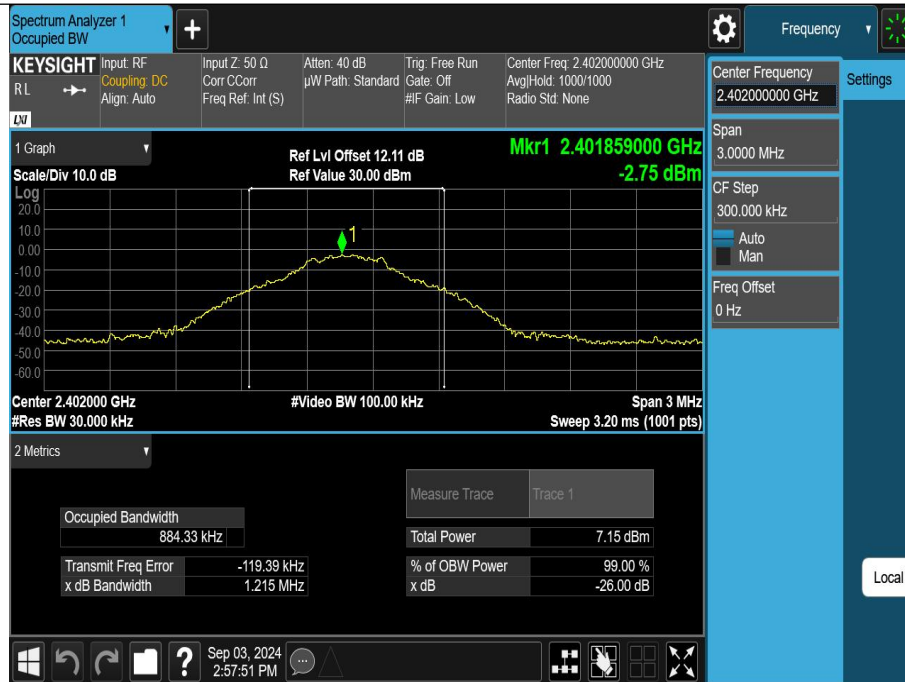 Spectrum Analyzer 1
Occupied BW
+
Frequency
KEYSIGHT
RL
LXI
Input: RF
Coupling: DC
Align: Auto
Input Z: 50 Ω
Corr CCorr
Freq Ref: Int (S)
Atten: 40 dB
µW Path: Standard
Trig: Free Run
Gate: Off
#IF Gain: Low
Center Freq: 2.402000000 GHz
Avg|Hold: 1000/1000
Radio Std: None
Center Frequency
2.402000000 GHz
Settings
Span
3.0000 MHz
CF Step
300.000 kHz
Auto
Man
Freq Offset
0 Hz
Local
1 Graph
Scale/Div 10.0 dB
Ref Lvl Offset 12.11 dB
Ref Value 30.00 dBm
Mkr1 2.401859000 GHz
-2.75 dBm
Log
20.0
10.0
0.00
-10.0
-20.0
-30.0
-40.0
-50.0
-60.0
1
Center 2.402000 GHz
#Res BW 30.000 kHz
#Video BW 100.00 kHz
Span 3 MHz
Sweep 3.20 ms (1001 pts)
2 Metrics
Measure Trace Trace 1
Occupied Bandwidth
884.33 kHz
Total Power 7.15 dBm
Transmit Freq Error -119.39 kHz
% of OBW Power 99.00 %
x dB Bandwidth 1.215 MHz
x dB -26.00 dB
?
Sep 03, 2024
2:57:51 PM